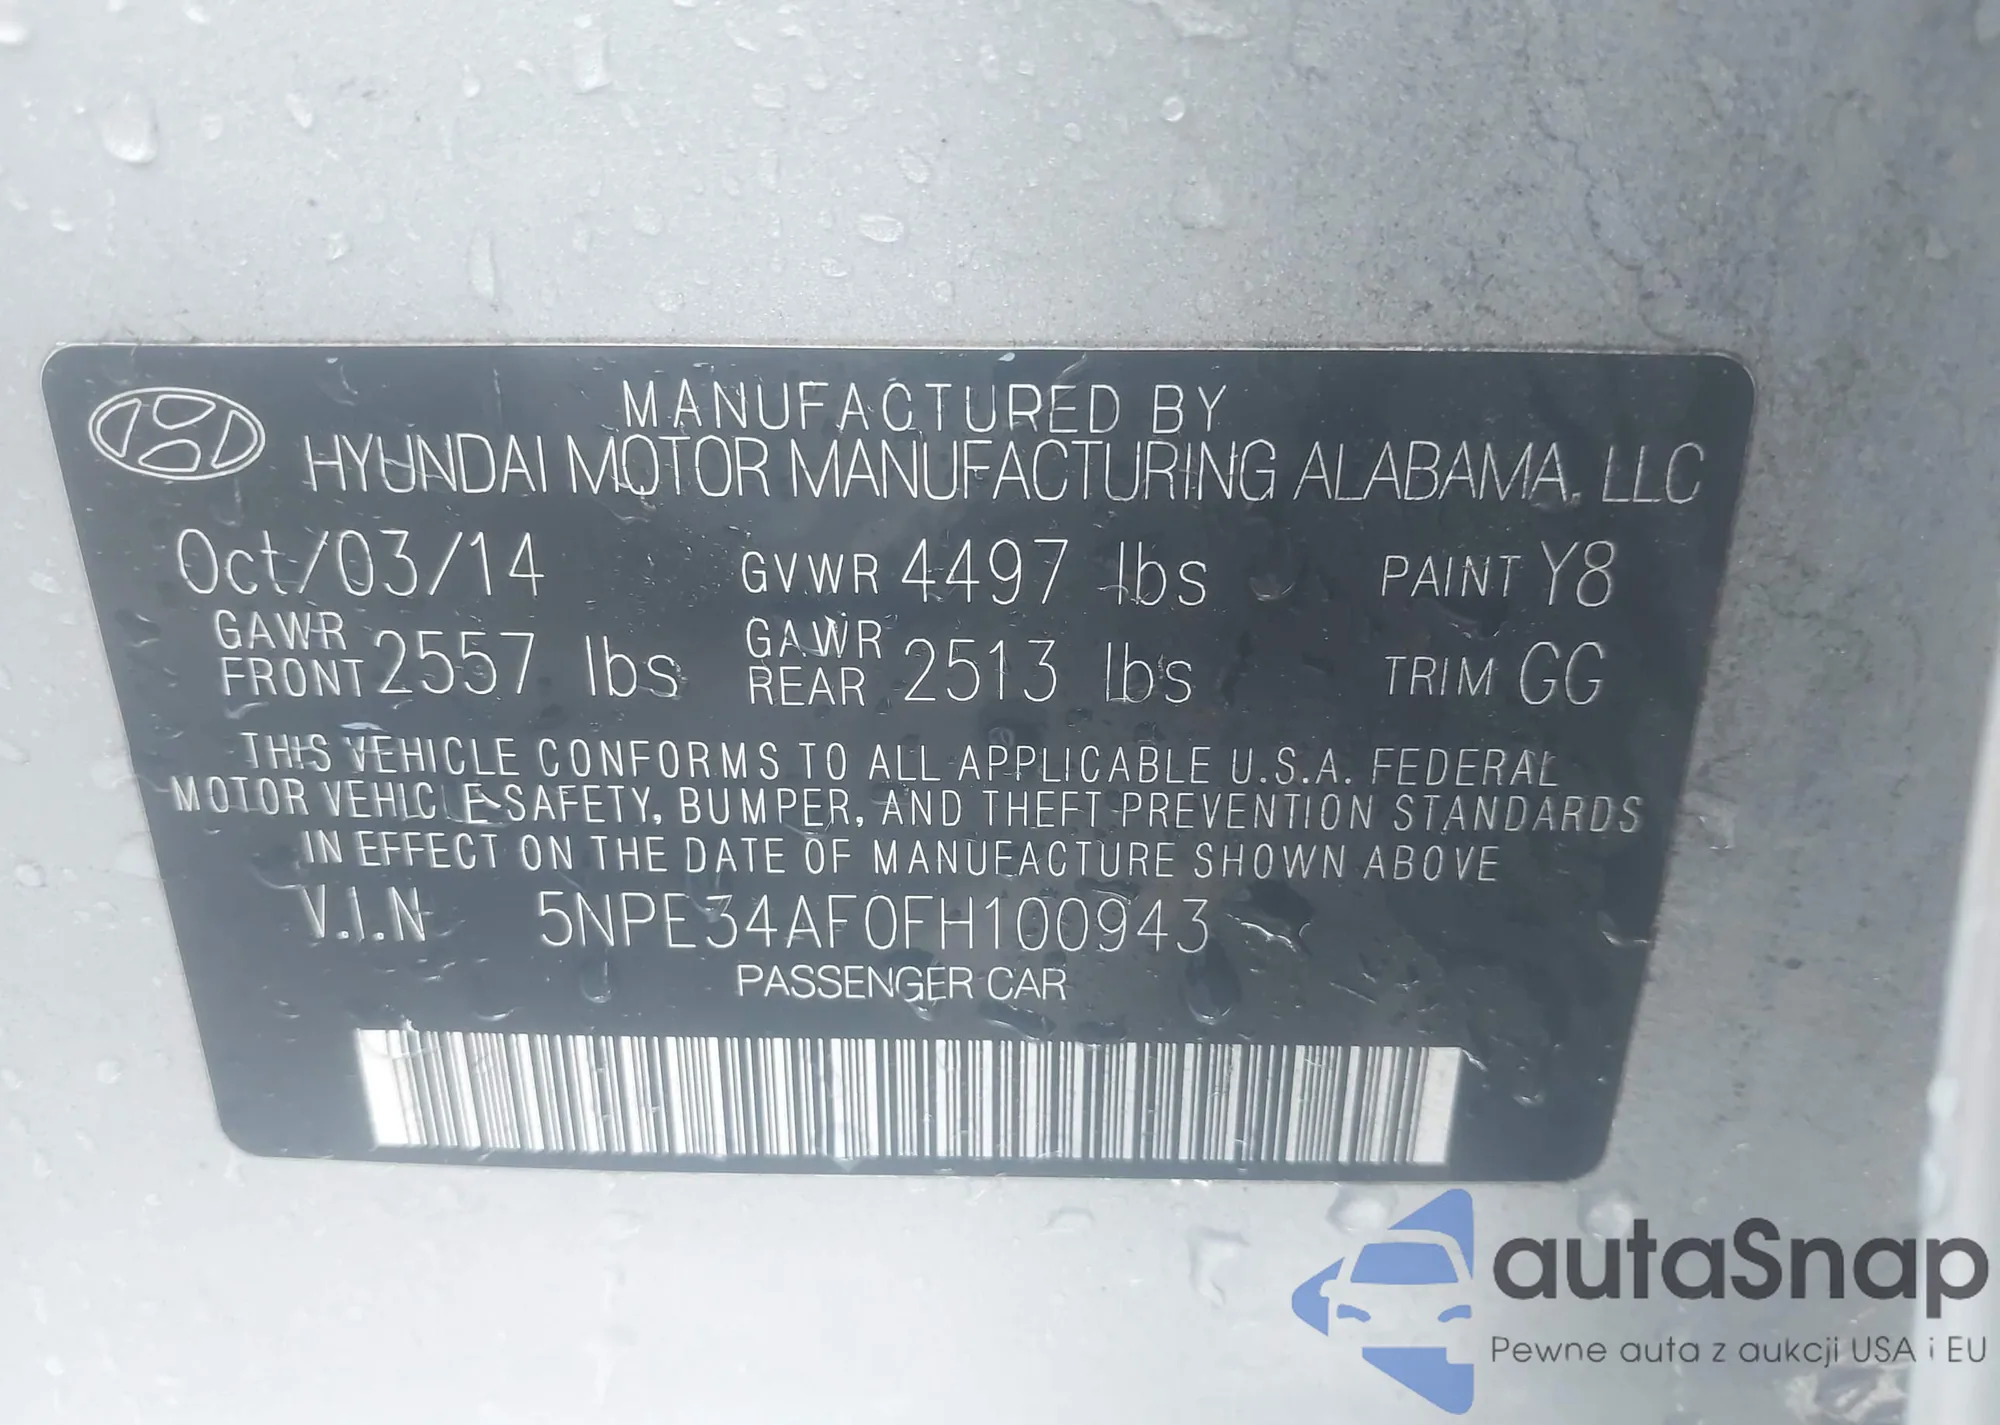 MANUFACTURED BY
HYUNDAI MOTOR MANUFACTURING ALABAMA, LLC
Oct/03/14 GVWR 4497 lbs PAINT Y8
GAWR FRONT 2557 lbs GAWR REAR 2513 lbs TRIM GG
THIS VEHICLE CONFORMS TO ALL APPLICABLE U.S.A. FEDERAL
MOTOR VEHICLE SAFETY, BUMPER, AND THEFT PREVENTION STANDARDS
IN EFFECT ON THE DATE OF MANUFACTURE SHOWN ABOVE
V.I.N 5NPE34AF0FH100943
PASSENGER CAR
autaSnap
Pewne auta z aukcji USA i EU